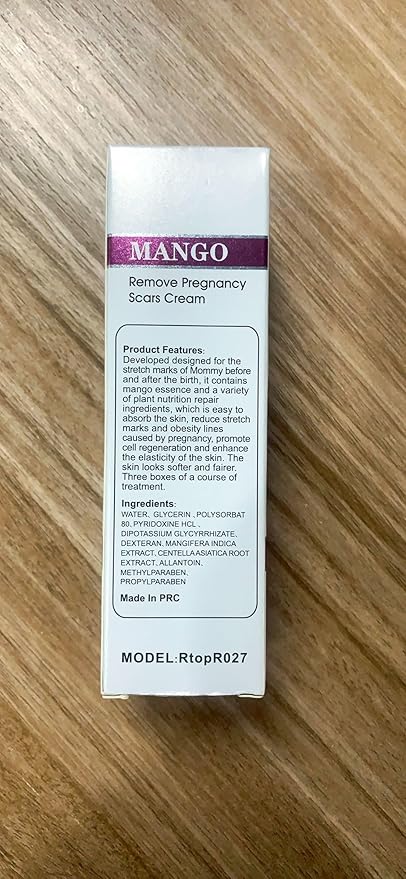 MANGO
Remove Pregnancy
Scars Cream
Product Features:
Developed designed for the
stretch marks of Mommy before
and after the birth, it contains
mango essence and a variety
of plant nutrition repair
ingredients, which is easy to
absorb the skin, reduce stretch
marks and obesity lines
caused by pregnancy, promote
cell regeneration and enhance
the elasticity of the skin. The
skin looks softer and fairer.
Three boxes of a course of
treatment.
Ingredients:
WATER, GLYCERIN , POLYSORBAT
80, PYRIDOXINE HCL ,
DIPOTASSIUM GLYCYRRHIZATE,
DEXTERAN, MANGIFERA INDICA
EXTRACT, CENTELLA ASIATICA ROOT
EXTRACT, ALLANTOIN,
METHYLPARABEN,
PROPYLPARABEN
Made In PRC
MODEL:RtopR027